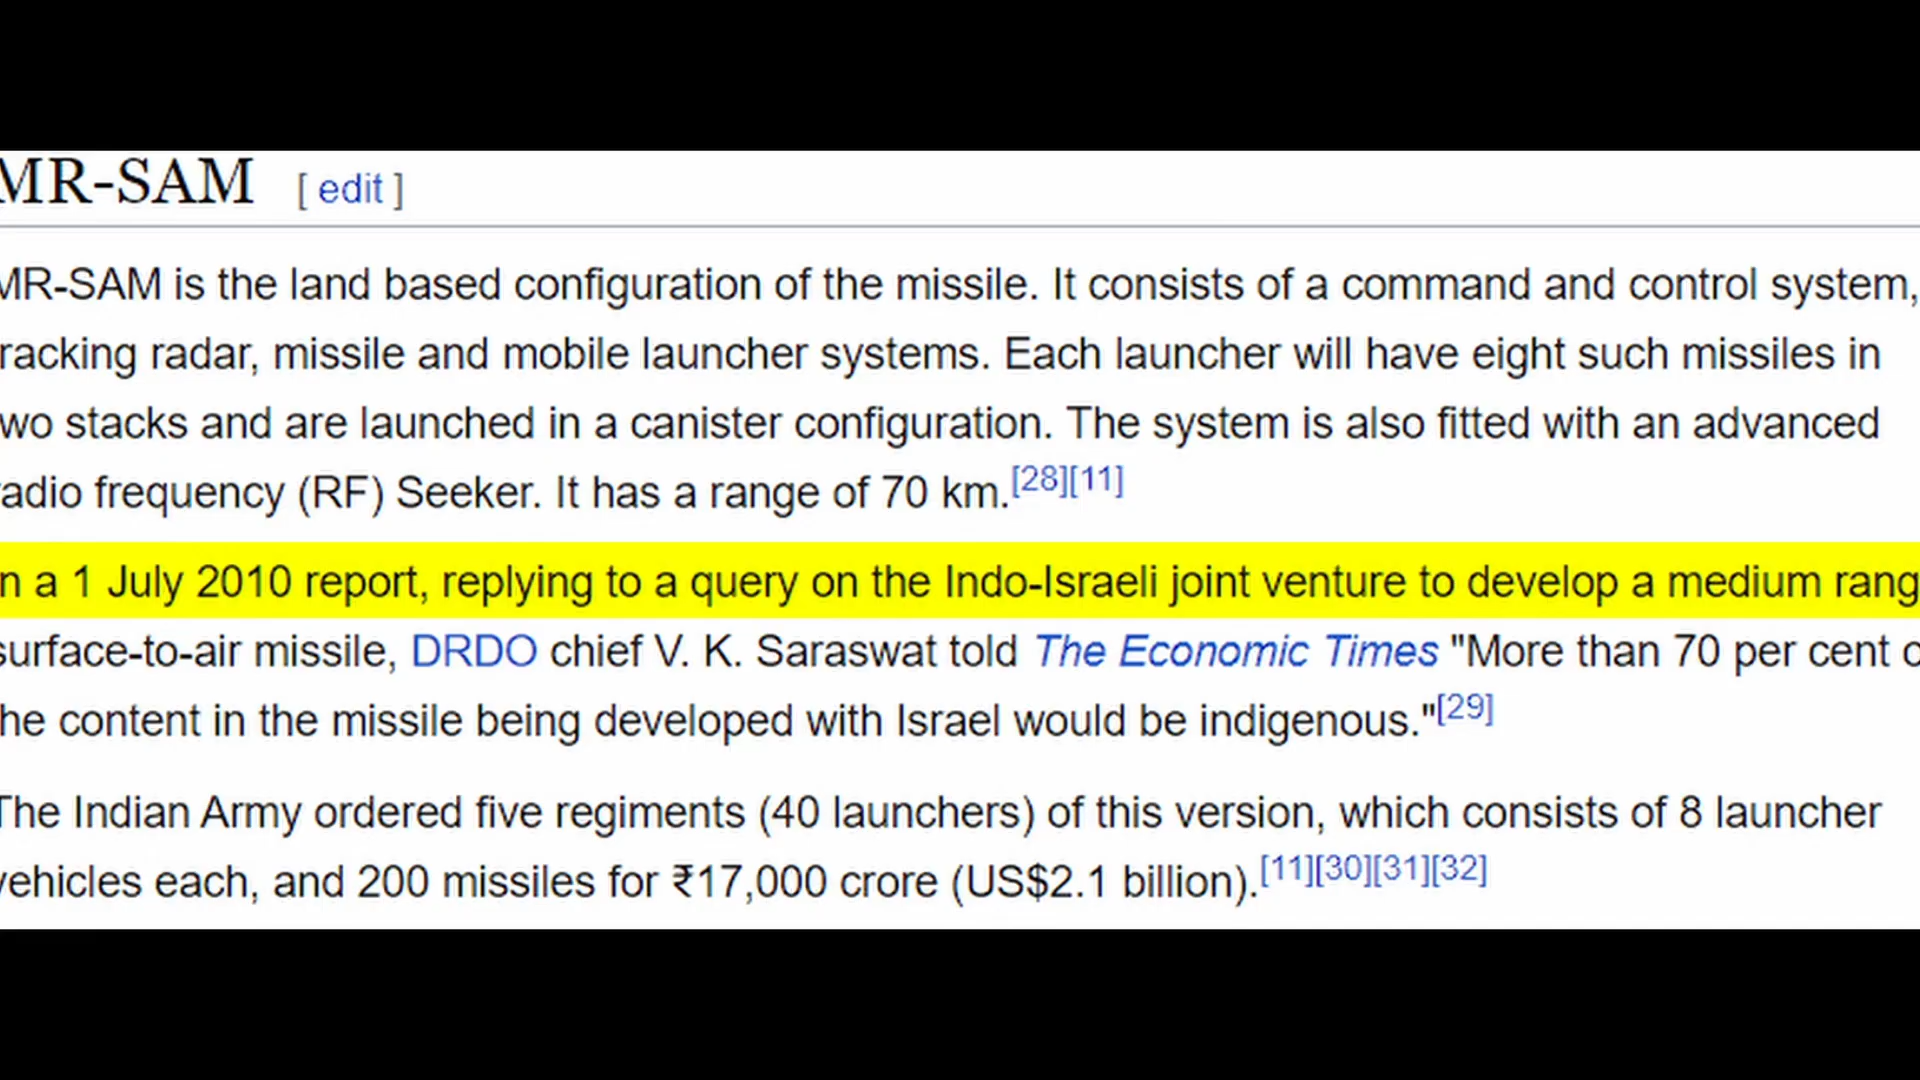 MR-SAM [ edit ]
MR-SAM is the land based configuration of the missile. It consists of a command and control system,
racking radar, missile and mobile launcher systems. Each launcher will have eight such missiles in
wo stacks and are launched in a canister configuration. The system is also fitted with an advanced
radio frequency (RF) Seeker. It has a range of 70 km.[28][11]
n a 1 July 2010 report, replying to a query on the Indo-Israeli joint venture to develop a medium rang
surface-to-air missile, DRDO chief V. K. Saraswat told The Economic Times "More than 70 per cent o
he content in the missile being developed with Israel would be indigenous."[29]
The Indian Army ordered five regiments (40 launchers) of this version, which consists of 8 launcher
vehicles each, and 200 missiles for ₹17,000 crore (US$2.1 billion).[11][30][31][32]